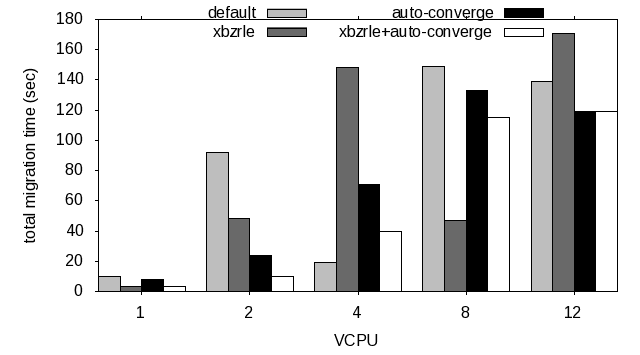 default
auto-converge
xbzrle
xbzrle+auto-converge
180
160
140
120
100
80
60
40
20
0
total migration time (sec)
1 2 4 8 12
VCPU